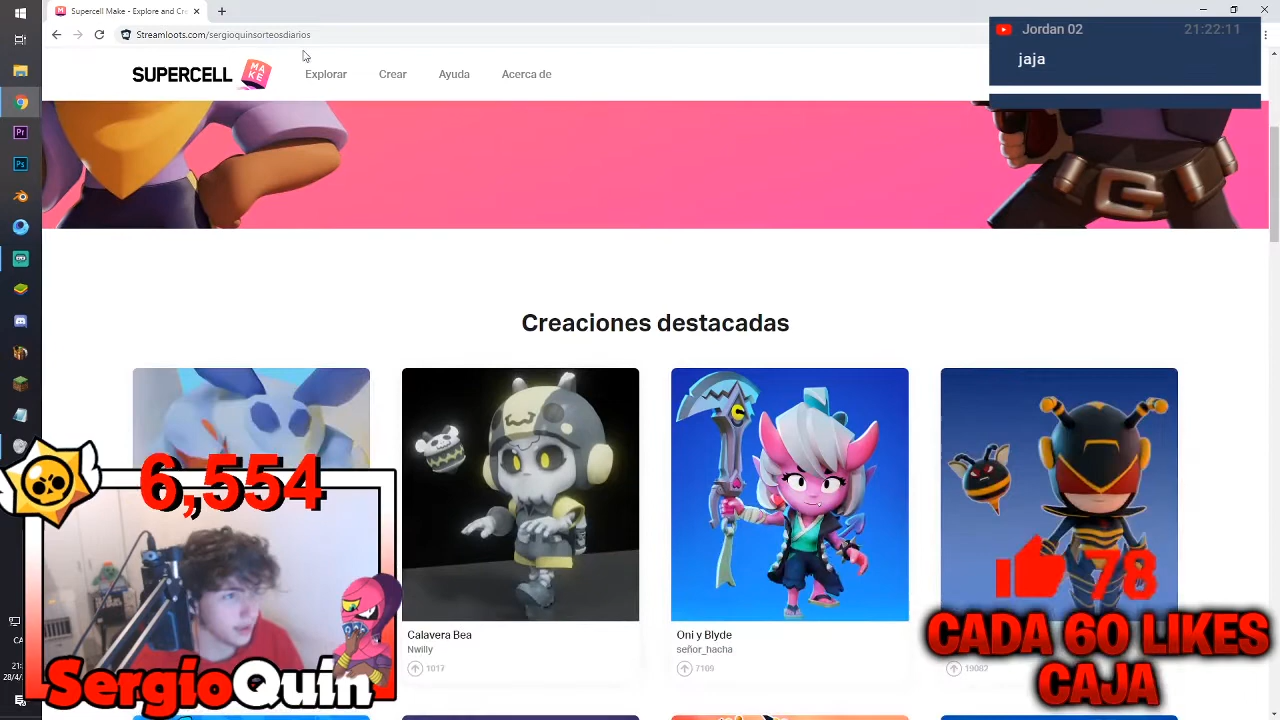 Supercell Make - Explore and Cr
Streamloots.com/sergioquinsorteosdiarios
Jordan 02
21:22:11
jaja
SUPERCELL
MAKE
Explorar
Crear
Ayuda
Acerca de
Creaciones destacadas
6,554
Calavera Bea
Nwilly
1017
Oni y Blyde
señor_hacha
7109
78
CADA 60 LIKES
CAJA
SergioQuin